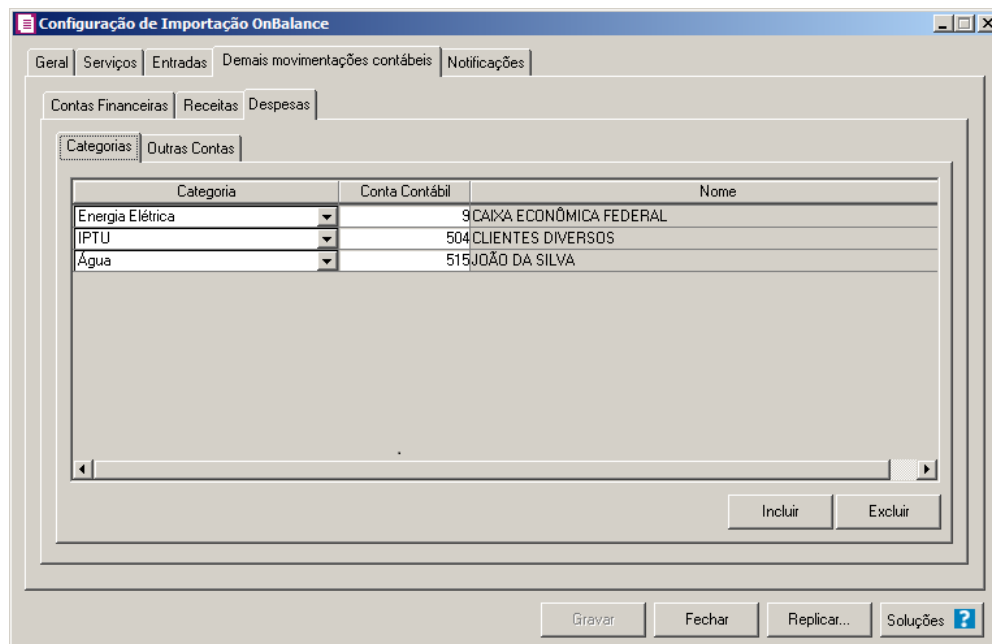 Configuração de Importação OnBalance
Geral Serviços Entradas Demais movimentações contábeis Notificações
Contas Financeiras Receitas Despesas
Categorias Outras Contas
Categoria Conta Contábil Nome
Energia Elétrica 9 CAIXA ECONÔMICA FEDERAL
IPTU 504 CLIENTES DIVERSOS
Água 515 JOÃO DA SILVA
Incluir Excluir
Gravar Fechar Replicar... Soluções ?